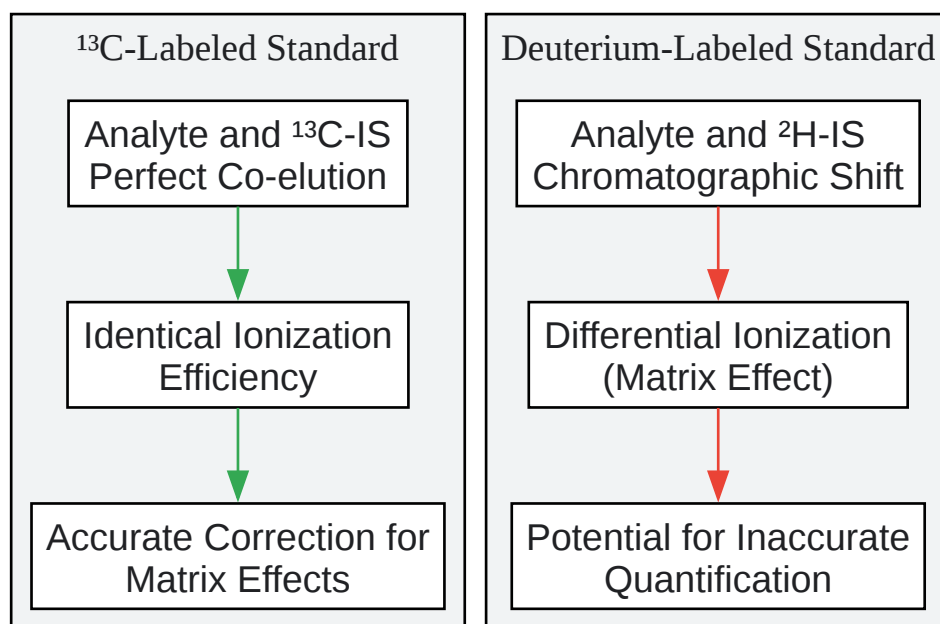 ¹³C-Labeled Standard
Analyte and ¹³C-IS
Perfect Co-elution
Identical Ionization
Efficiency
Accurate Correction for
Matrix Effects
Deuterium-Labeled Standard
Analyte and ²H-IS
Chromatographic Shift
Differential Ionization
(Matrix Effect)
Potential for Inaccurate
Quantification